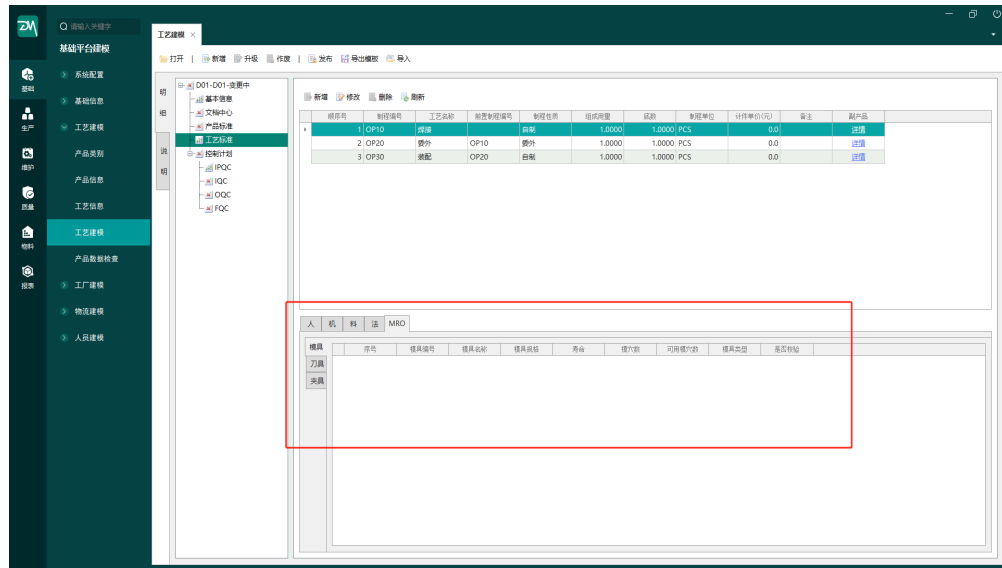 ZM
请输入关键字
基础平台建模
基础
生产
维护
质量
物料
报表
系统配置
基础信息
工艺建模
产品类别
产品信息
工艺信息
工艺建模
产品数据检查
工厂建模
物流建模
人员建模
工艺建模 ×
打开 | 新增 升级 作废 | 发布 导出模板 导入
明细
说明
D01-D01-变更中
基本信息
文档中心
产品标准
工艺标准
控制计划
IPQC
IQC
OQC
FQC
新增 修改 删除 刷新
顺序号 制程编号 工艺名称 前置制程编号 制程性质 组成用量 底数 制程单位 计件单价(元) 备注 副产品
1 OP10 焊接 自制 1.0000 1.0000 PCS 0.0 详情
2 OP20 委外 OP10 委外 1.0000 1.0000 PCS 0.0 详情
3 OP30 装配 OP20 自制 1.0000 1.0000 PCS 0.0 详情
人 机 料 法 MRO
模具
刀具
夹具
序号 模具编号 模具名称 模具规格 寿命 模穴数 可用模穴数 模具类型 是否校验